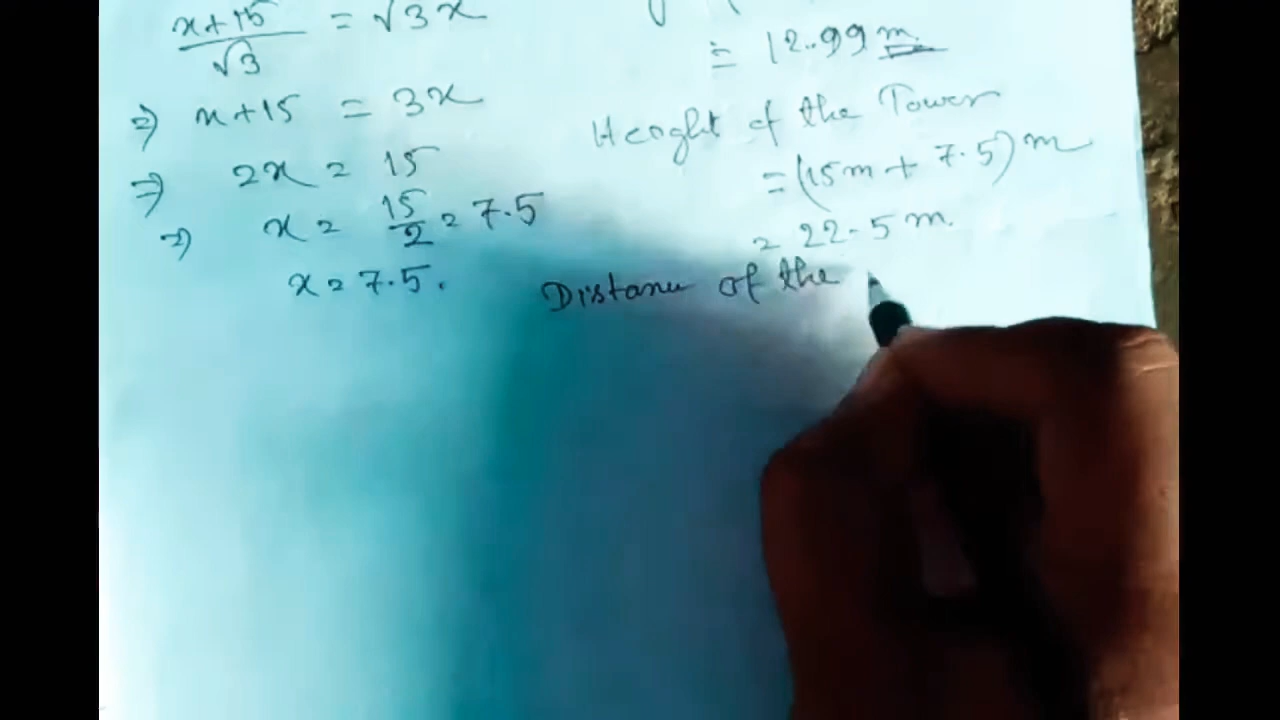 x+15/√3 = √3x
⇒ x+15 = 3x
⇒ 2x = 15
⇒ x = 15/2 = 7.5
x = 7.5.
= 12.99 m
Height of the Tower
= (15m + 7.5) m
= 22.5 m.
Distance of the